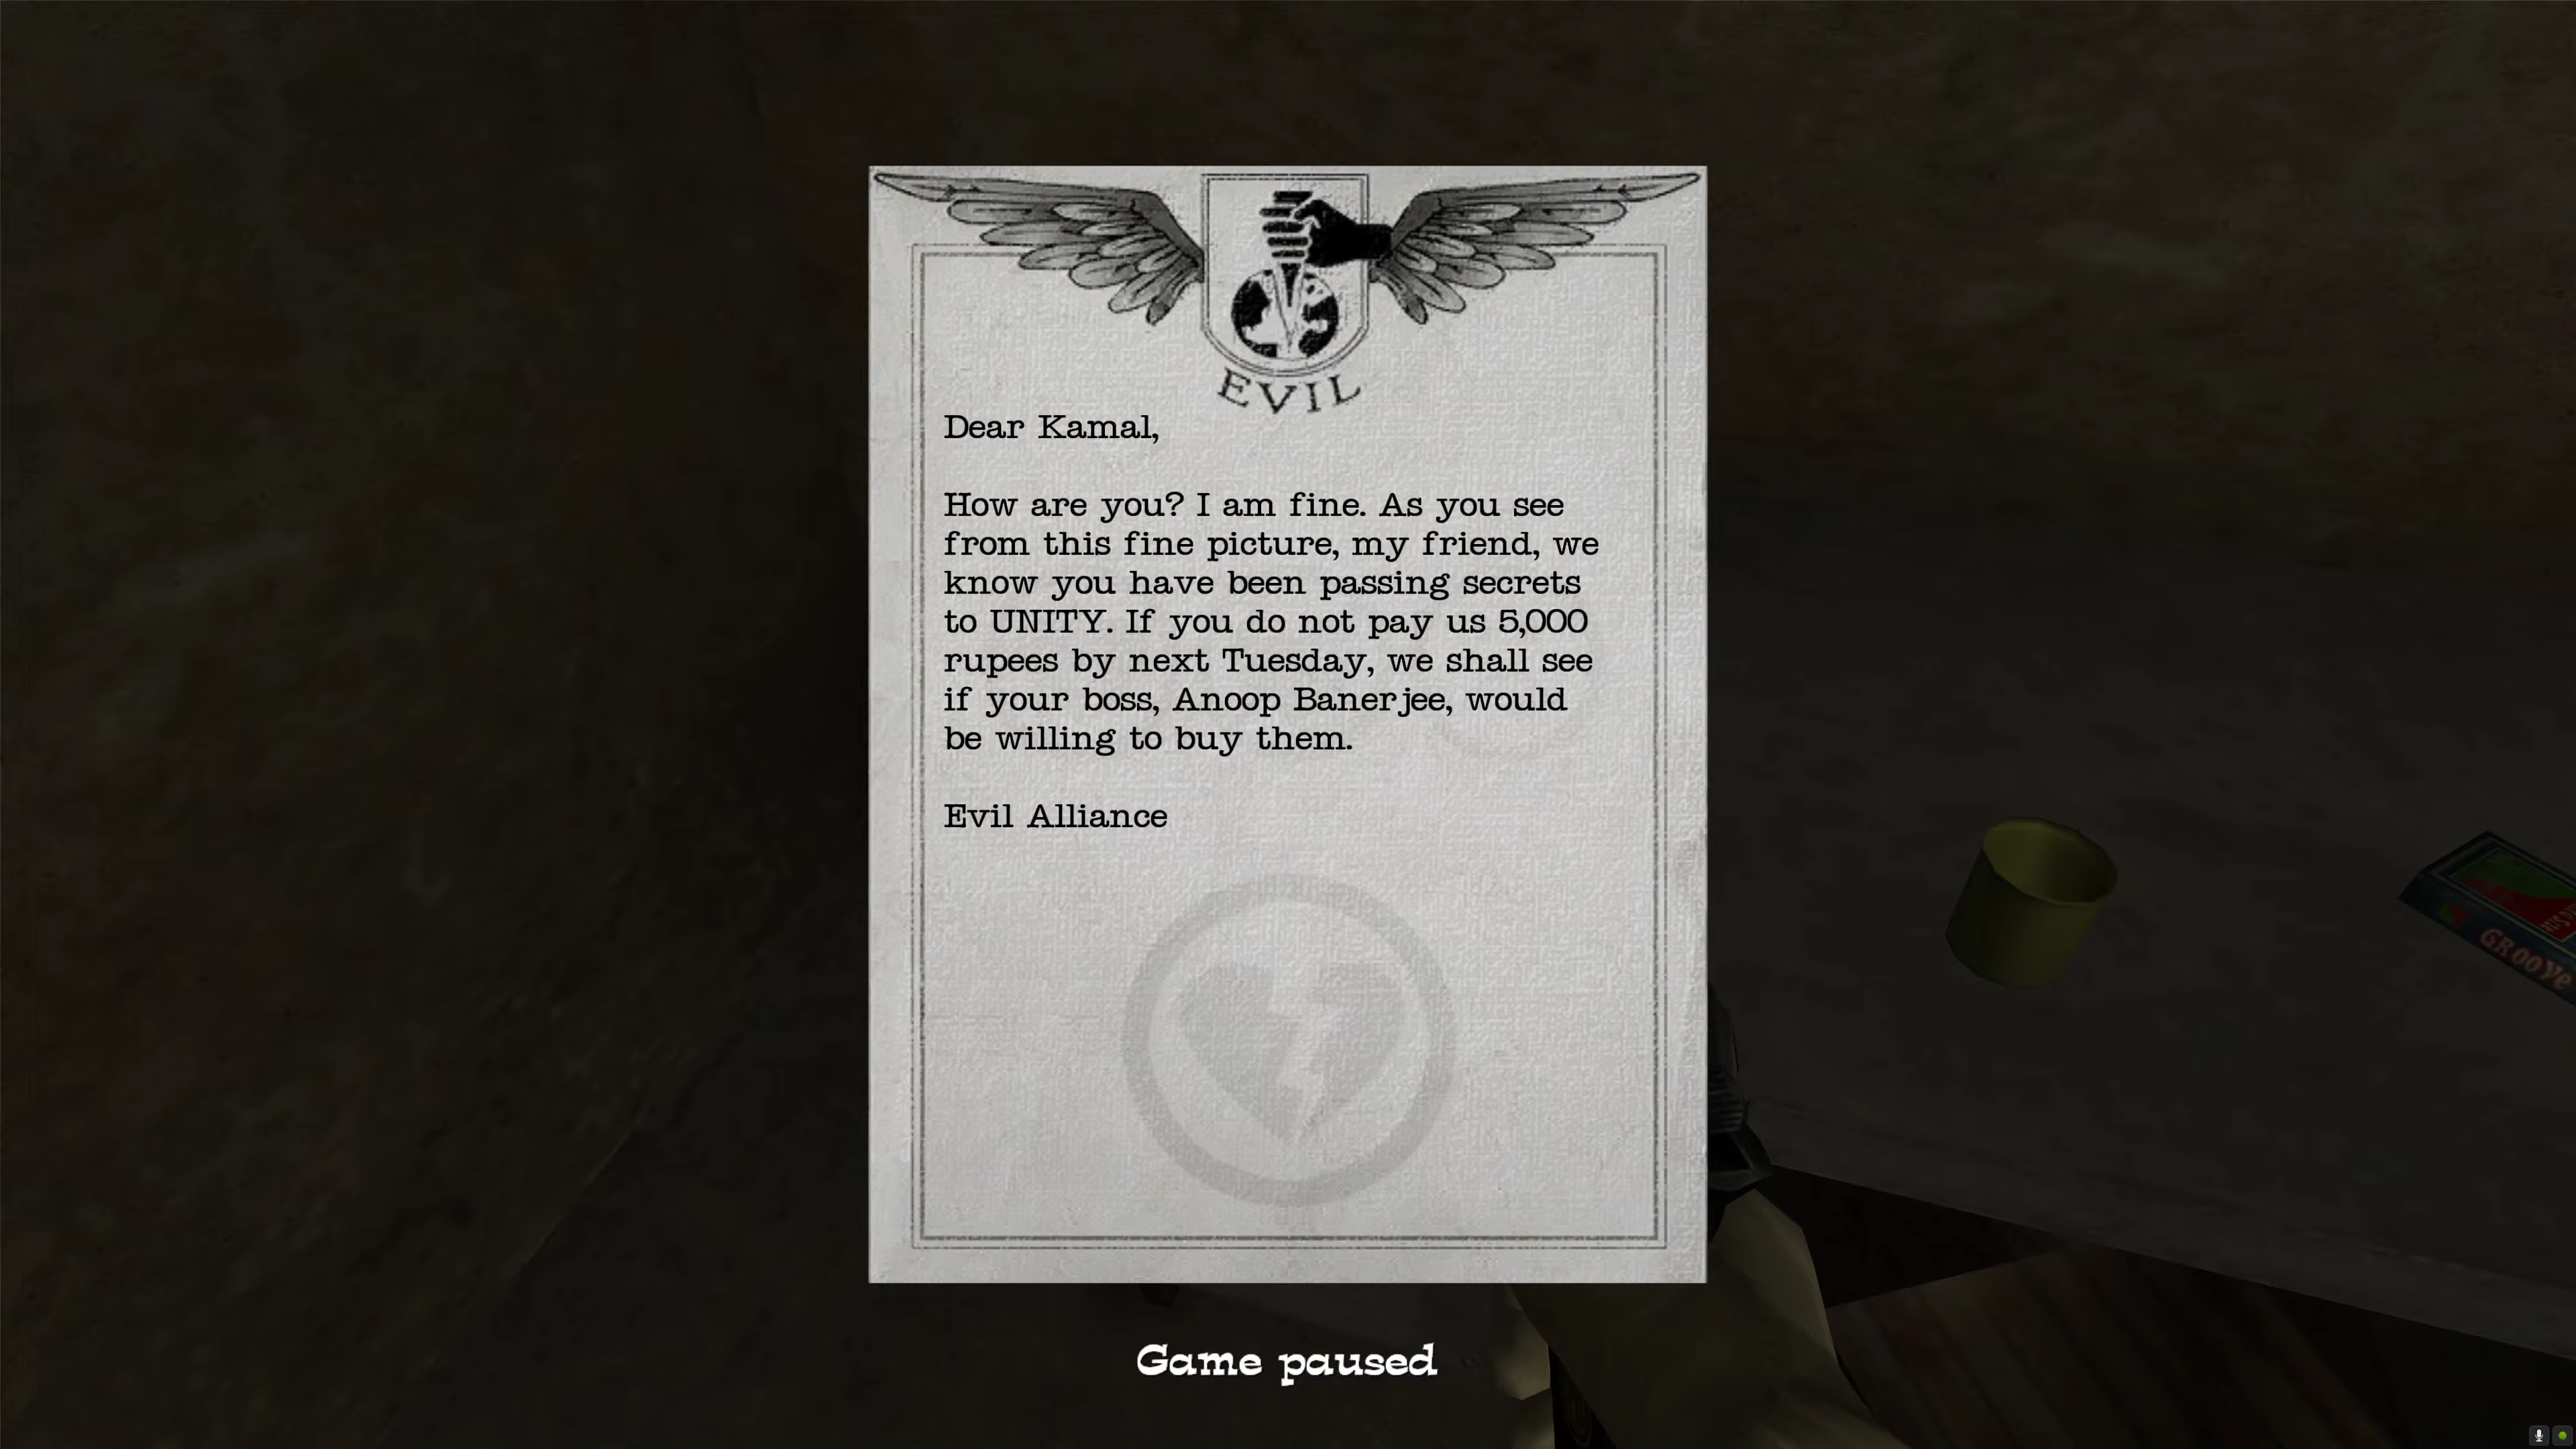 EVIL
Dear Kamal,
How are you? I am fine. As you see
from this fine picture, my friend, we
know you have been passing secrets
to UNITY. If you do not pay us 5,000
rupees by next Tuesday, we shall see
if your boss, Anoop Banerjee, would
be willing to buy them.
Evil Alliance
GROOVe
Game paused